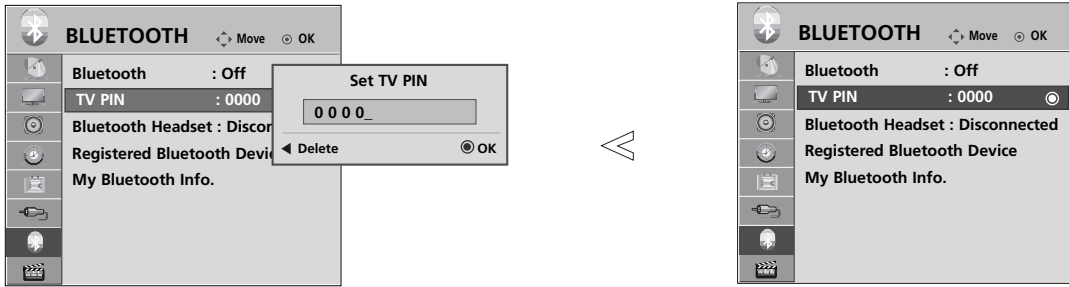 BLUETOOTH Move OK
Bluetooth : Off
TV PIN : 0000
Bluetooth Headset : Discon
Registered Bluetooth Devi
My Bluetooth Info.
Set TV PIN
0 0 0 0_
Delete OK
BLUETOOTH Move OK
Bluetooth : Off
TV PIN : 0000
Bluetooth Headset : Disconnected
Registered Bluetooth Device
My Bluetooth Info.